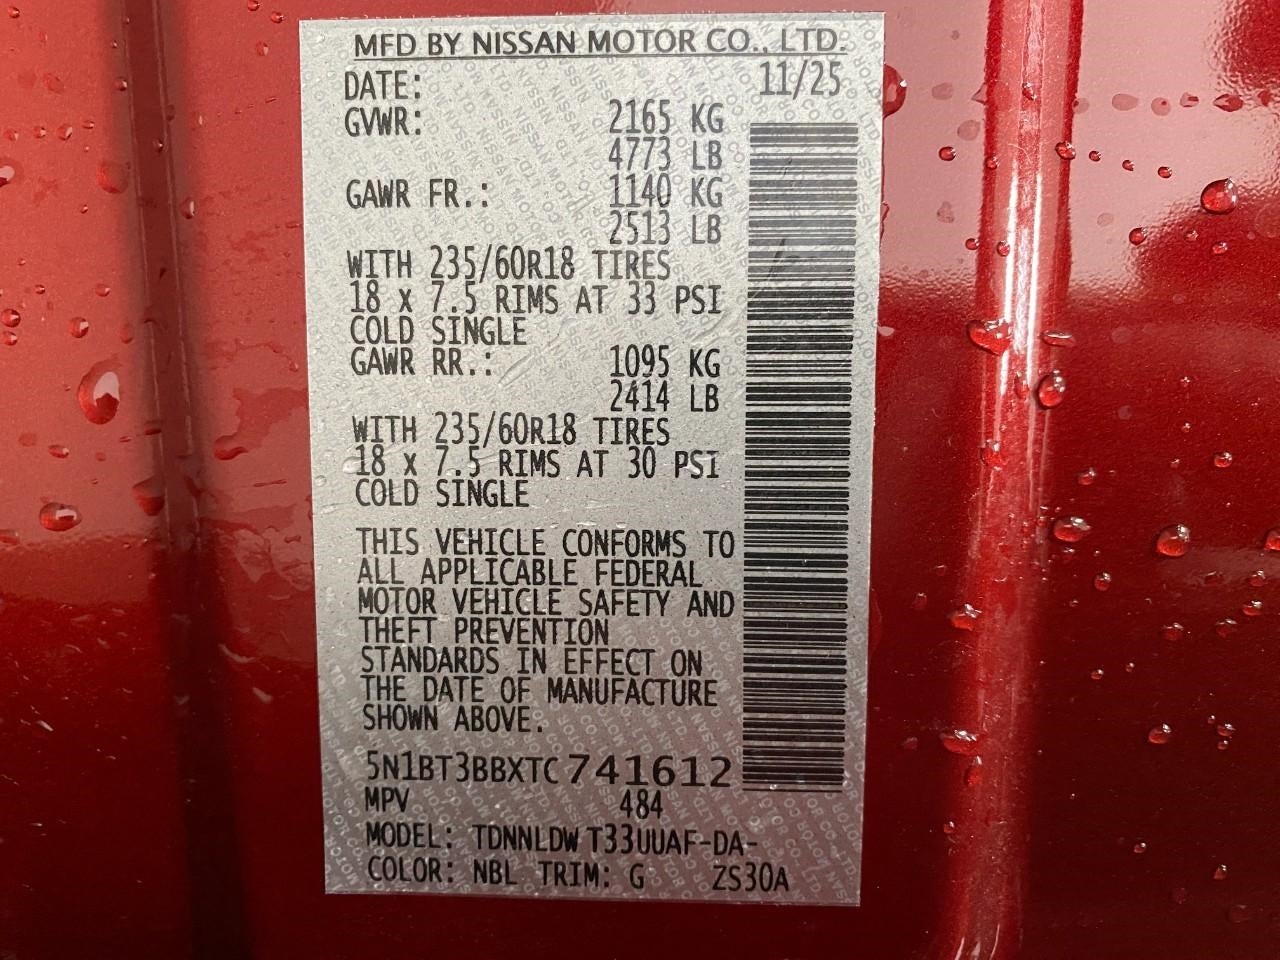 MFD BY NISSAN MOTOR CO., LTD.
DATE: 11/25
GVWR: 2165 KG
4773 LB
GAWR FR.: 1140 KG
2513 LB
WITH 235/60R18 TIRES
18 x 7.5 RIMS AT 33 PSI
COLD SINGLE
GAWR RR.: 1095 KG
2414 LB
WITH 235/60R18 TIRES
18 x 7.5 RIMS AT 30 PSI
COLD SINGLE
THIS VEHICLE CONFORMS TO
ALL APPLICABLE FEDERAL
MOTOR VEHICLE SAFETY AND
THEFT PREVENTION
STANDARDS IN EFFECT ON
THE DATE OF MANUFACTURE
SHOWN ABOVE.
5N1BT3BBXTC741612
MPV 484
MODEL: TDNNLDW T33UUAF-DA-
COLOR: NBL TRIM: G ZS30A